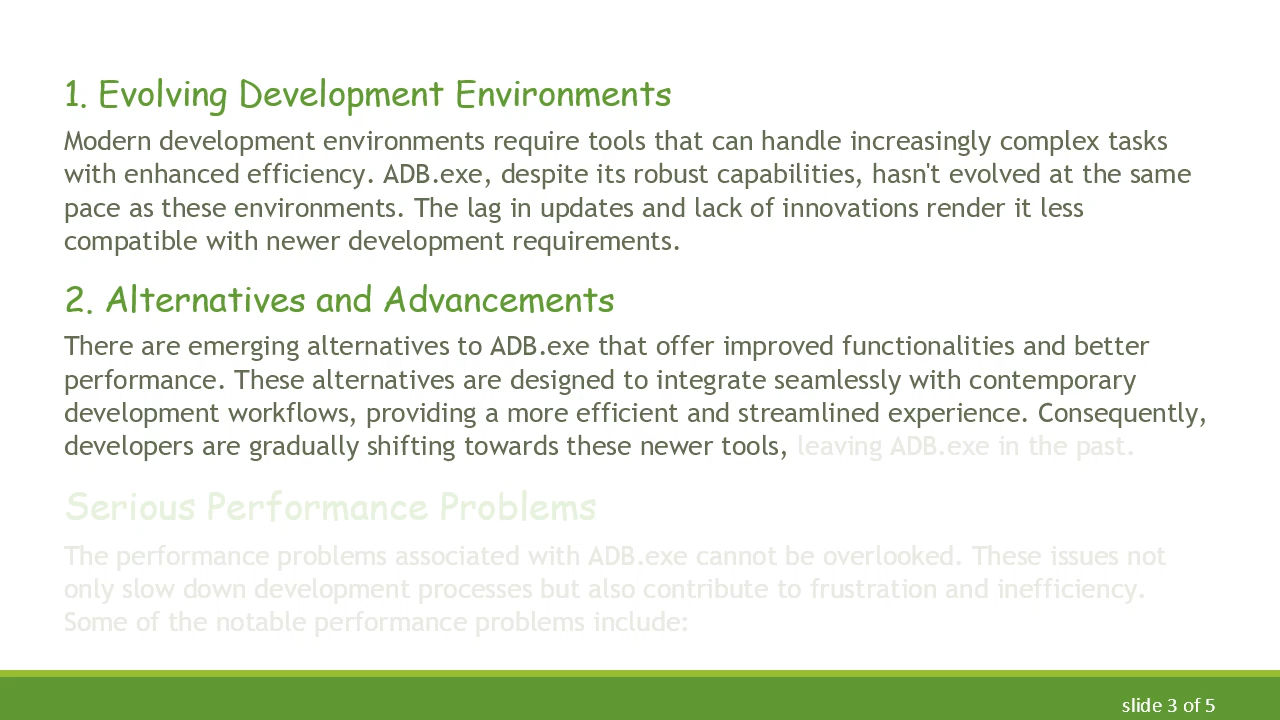 1. Evolving Development Environments
Modern development environments require tools that can handle increasingly complex tasks
with enhanced efficiency. ADB.exe, despite its robust capabilities, hasn't evolved at the same
pace as these environments. The lag in updates and lack of innovations render it less
compatible with newer development requirements.
2. Alternatives and Advancements
There are emerging alternatives to ADB.exe that offer improved functionalities and better
performance. These alternatives are designed to integrate seamlessly with contemporary
development workflows, providing a more efficient and streamlined experience. Consequently,
developers are gradually shifting towards these newer tools, leaving ADB.exe in the past.
Serious Performance Problems
The performance problems associated with ADB.exe cannot be overlooked. These issues not
only slow down development processes but also contribute to frustration and inefficiency.
Some of the notable performance problems include:
slide 3 of 5